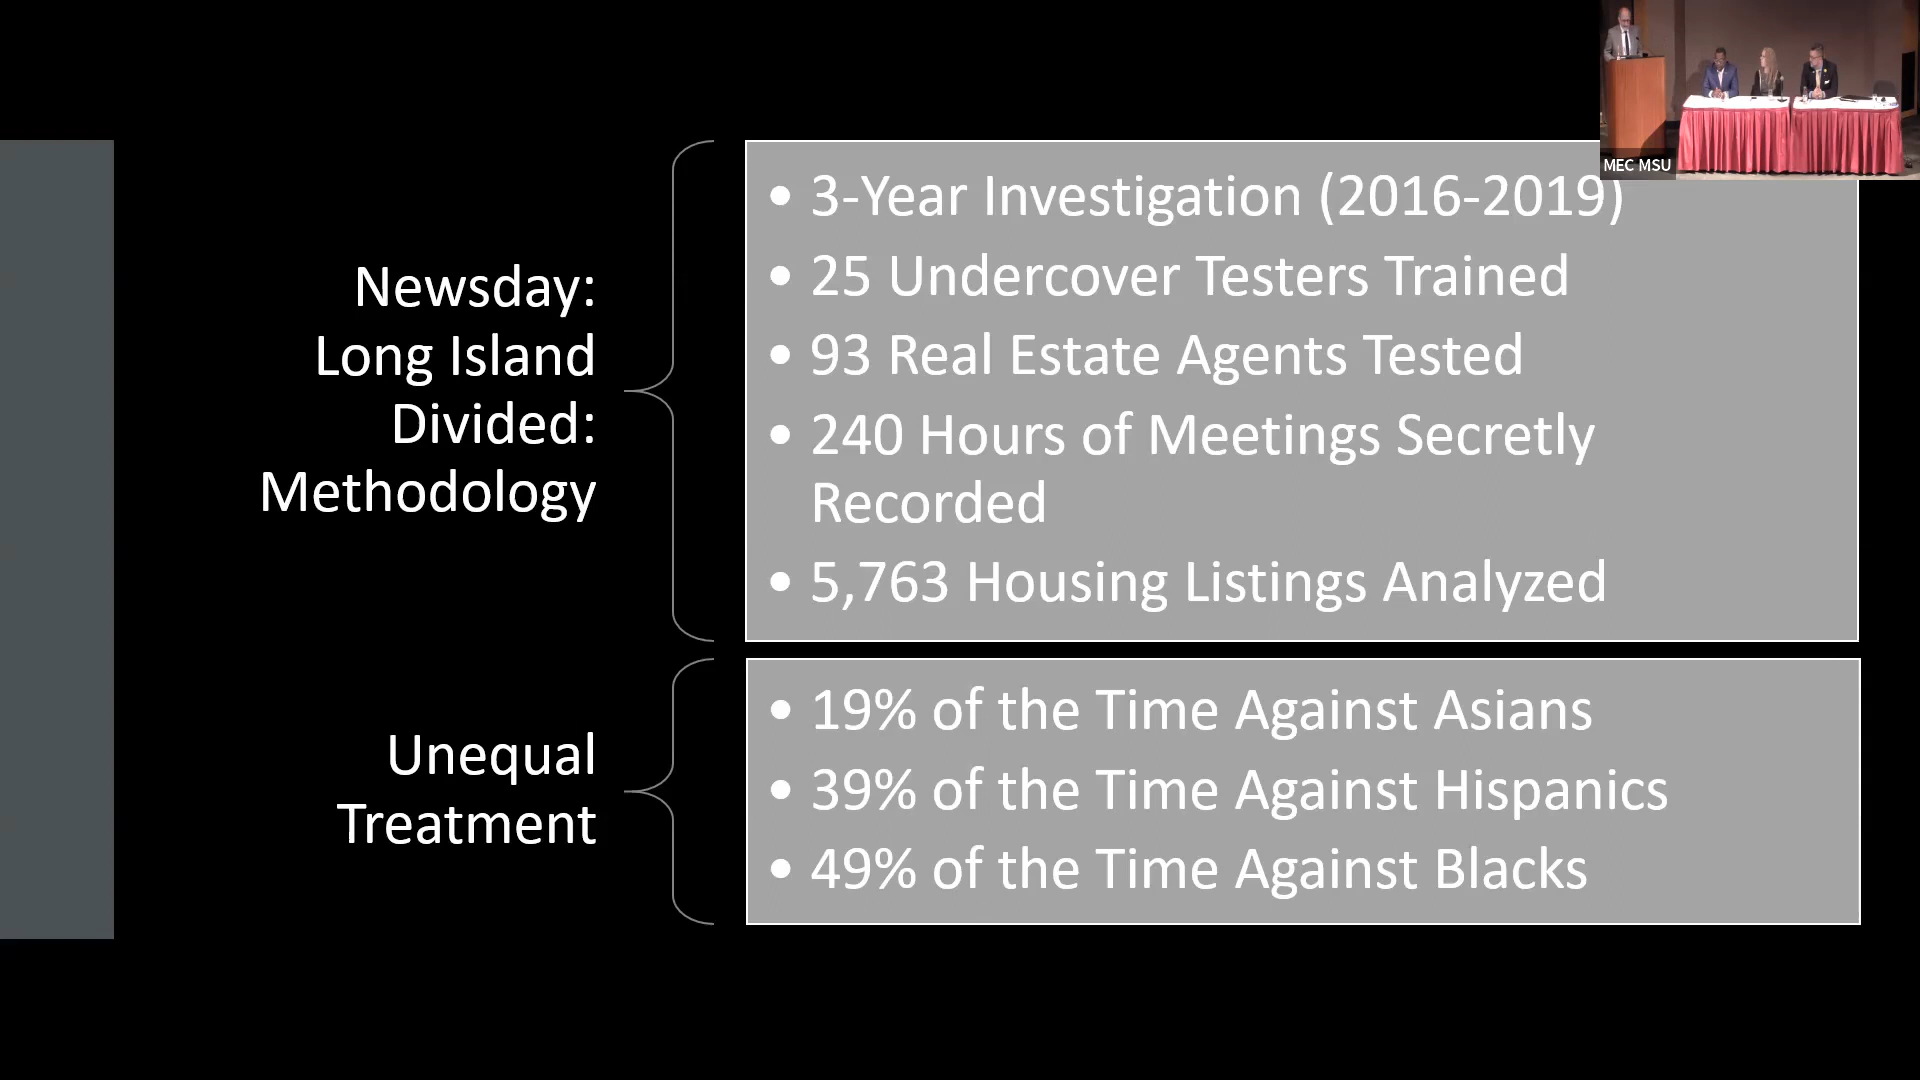 Newsday:
Long Island
Divided:
Methodology
• 3-Year Investigation (2016-2019)
• 25 Undercover Testers Trained
• 93 Real Estate Agents Tested
• 240 Hours of Meetings Secretly
Recorded
• 5,763 Housing Listings Analyzed
Unequal
Treatment
• 19% of the Time Against Asians
• 39% of the Time Against Hispanics
• 49% of the Time Against Blacks
MEC MSU